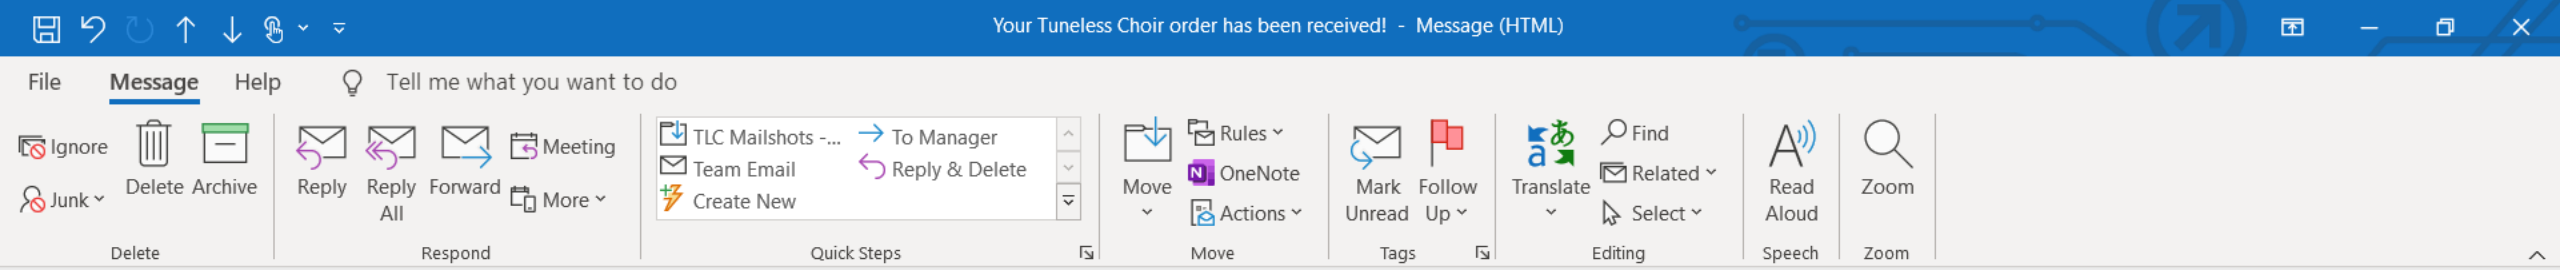 Your Tuneless Choir order has been received! - Message (HTML)
File Message Help Tell me what you want to do
Ignore
Junk
Delete
Archive
Delete
Reply
Reply
All
Forward
Meeting
More
Respond
TLC Mailshots -...
Team Email
Create New
To Manager
Reply & Delete
Quick Steps
Move
Rules
OneNote
Actions
Move
Mark
Unread
Follow
Up
Tags
Translate
Find
Related
Select
Editing
Read
Aloud
Speech
Zoom
Zoom